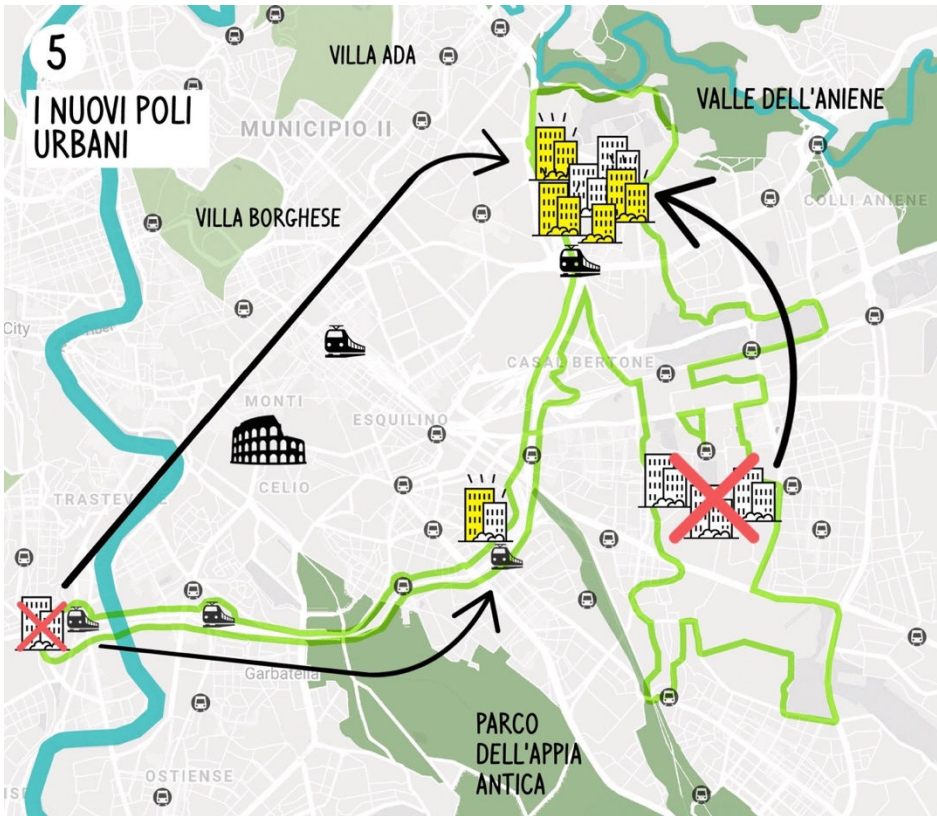 5
I NUOVI POLI
URBANI
VILLA ADA
VALLE DELL'ANIENE
MUNICIPIO II
VILLA BORGHESE
COLLI ANIENE
City
CASAL BERTONE
MONTI
ESQUILINO
CELIO
Garbatella
PARCO
DELL'APPIA
ANTICA
OSTIENSE